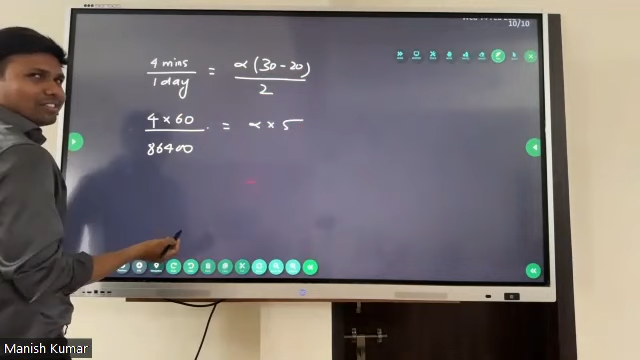 10/10
4 mins / 1 day = α (30 - 20) / 2
4 × 60 / 86400 = α × 5
Manish Kumar